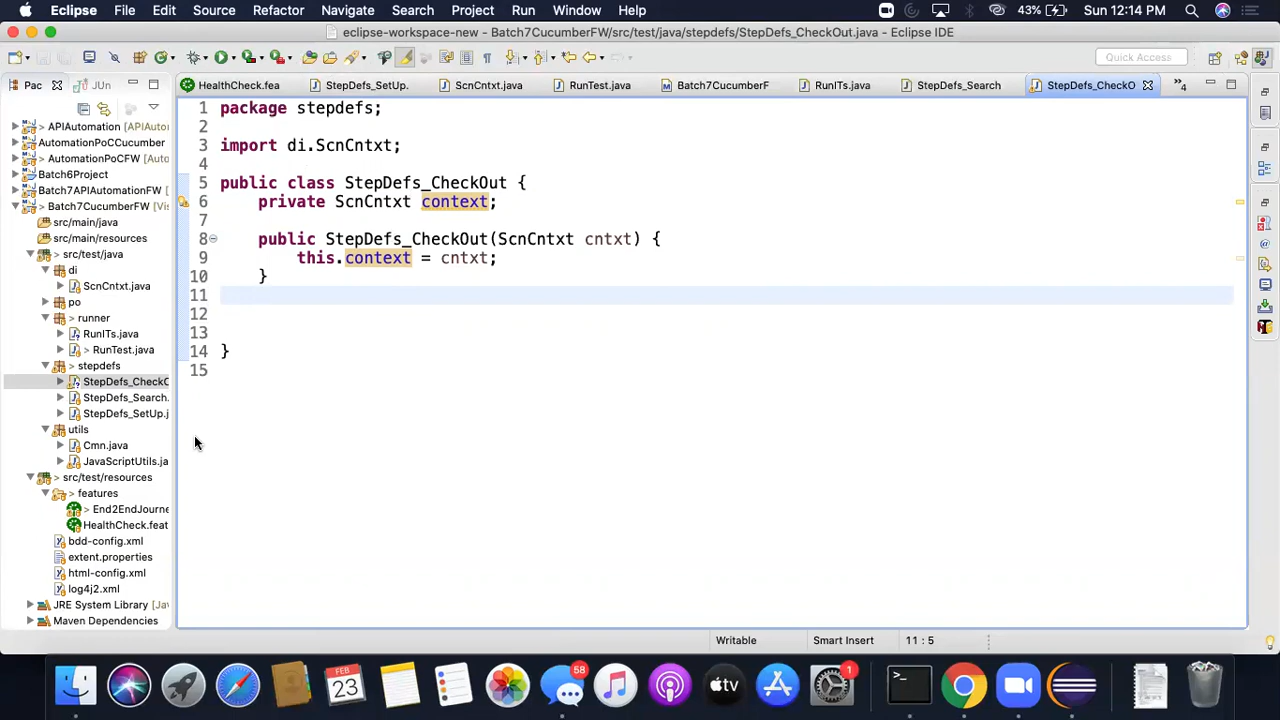 Eclipse File Edit Source Refactor Navigate Search Project Run Window Help 43% Sun 12:14 PM
eclipse-workspace-new - Batch7CucumberFW/src/test/java/stepdefs/StepDefs_CheckOut.java - Eclipse IDE
Quick Access
Pac JUn HealthCheck.fea StepDefs_SetUp. ScnCntxt.java RunTest.java Batch7CucumberF RunITs.java StepDefs_Search StepDefs_CheckO »4
> APIAutomation [APIAuto
AutomationPoCCucumber
> AutomationPoCFW [Auto
Batch6Project
Batch7APIAutomationFW
> Batch7CucumberFW [Vis
src/main/java
src/main/resources
> src/test/java
di
ScnCntxt.java
po
> runner
RunITs.java
> RunTest.java
> stepdefs
StepDefs_CheckO
StepDefs_Search.
StepDefs_SetUp.j
utils
Cmn.java
JavaScriptUtils.ja
> src/test/resources
> features
> End2EndJourne
HealthCheck.feat
bdd-config.xml
extent.properties
html-config.xml
log4j2.xml
JRE System Library [Jav
Maven Dependencies
1 package stepdefs;
2
3 import di.ScnCntxt;
4
5 public class StepDefs_CheckOut {
6 private ScnCntxt context;
7
8 public StepDefs_CheckOut(ScnCntxt cntxt) {
9 this.context = cntxt;
10 }
11
12
13
14 }
15
Writable Smart Insert 11 : 5
FEB
23
58
tv
1
>_